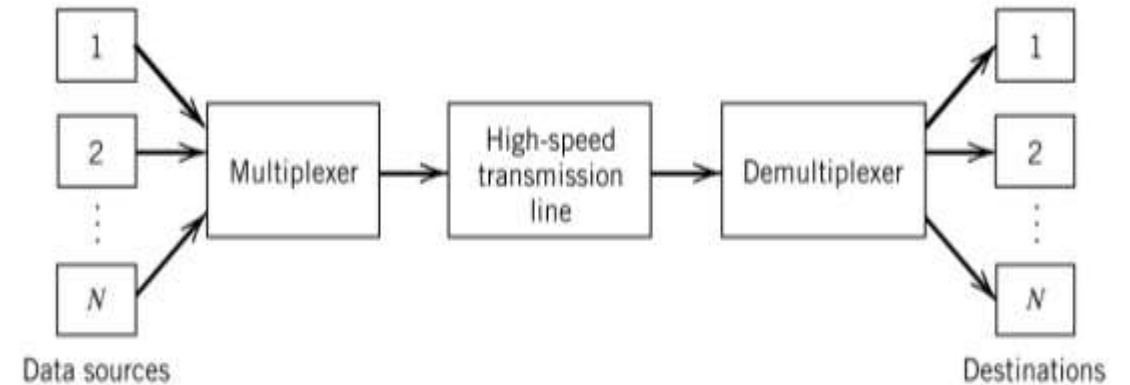 1
2
N
Data sources
Multiplexer
High-speed
transmission
line
Demultiplexer
1
2
N
Destinations